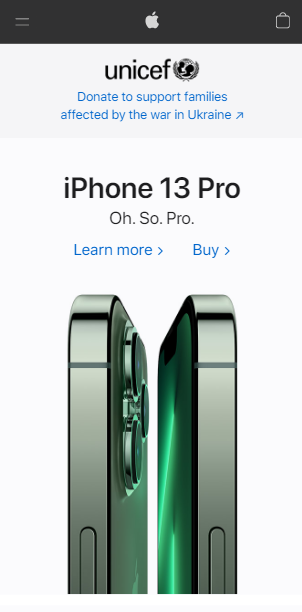 unicef
Donate to support families
affected by the war in Ukraine ↗
iPhone 13 Pro
Oh. So. Pro.
Learn more > Buy >